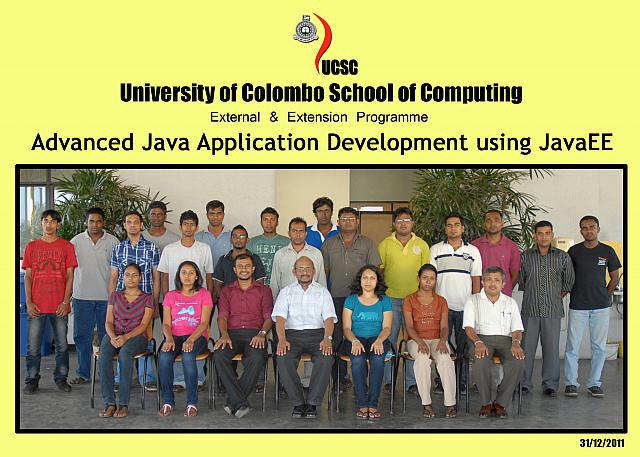 UCSC
University of Colombo School of Computing
External & Extension Programme
Advanced Java Application Development using JavaEE
31/12/2011